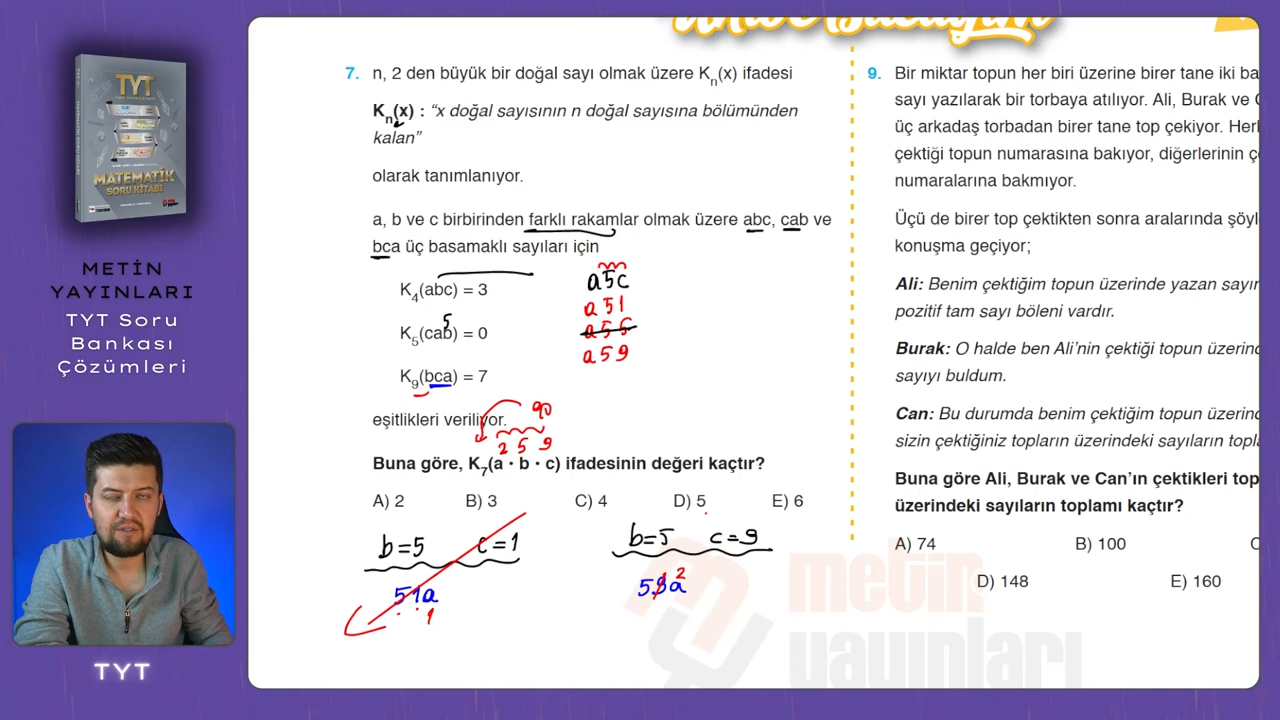 TYT
MATEMATİK
SORU KİTABI
METİN
YAYINLARI
TYT Soru
Bankası
Çözümleri
TYT
7. n, 2 den büyük bir doğal sayı olmak üzere Kn(x) ifadesi
Kn(x) : “x doğal sayısının n doğal sayısına bölümünden
kalan”
olarak tanımlanıyor.
a, b ve c birbirinden farklı rakamlar olmak üzere abc, cab ve
bca üç basamaklı sayıları için
K4(abc) = 3
5
K5(cab) = 0
K9(bca) = 7
a5c
a51
a55
a59
eşitlikleri veriliyor.
90
2 5 9
Buna göre, K7(a · b · c) ifadesinin değeri kaçtır?
A) 2 B) 3 C) 4 D) 5 E) 6
b=5 c=1
51a
1
b=5 c=9
59a
2
9. Bir miktar topun her biri üzerine birer tane iki ba
sayı yazılarak bir torbaya atılıyor. Ali, Burak ve C
üç arkadaş torbadan birer tane top çekiyor. Herl
çektiği topun numarasına bakıyor, diğerlerinin ç
numaralarına bakmıyor.
Üçü de birer top çektikten sonra aralarında şöyl
konuşma geçiyor;
Ali: Benim çektiğim topun üzerinde yazan sayır
pozitif tam sayı böleni vardır.
Burak: O halde ben Ali’nin çektiği topun üzerind
sayıyı buldum.
Can: Bu durumda benim çektiğim topun üzerin
sizin çektiğiniz topların üzerindeki sayıların topla
Buna göre Ali, Burak ve Can’ın çektikleri top
üzerindeki sayıların toplamı kaçtır?
A) 74 B) 100 C
D) 148 E) 160
metin
yayınları